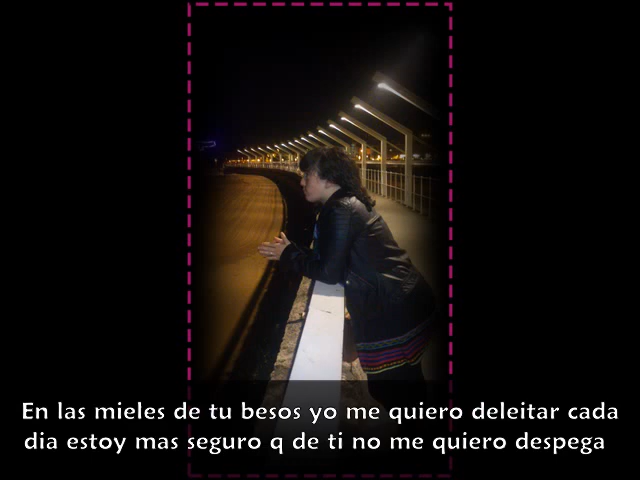 En las mieles de tu besos yo me quiero deleitar cada
dia estoy mas seguro q de ti no me quiero despega